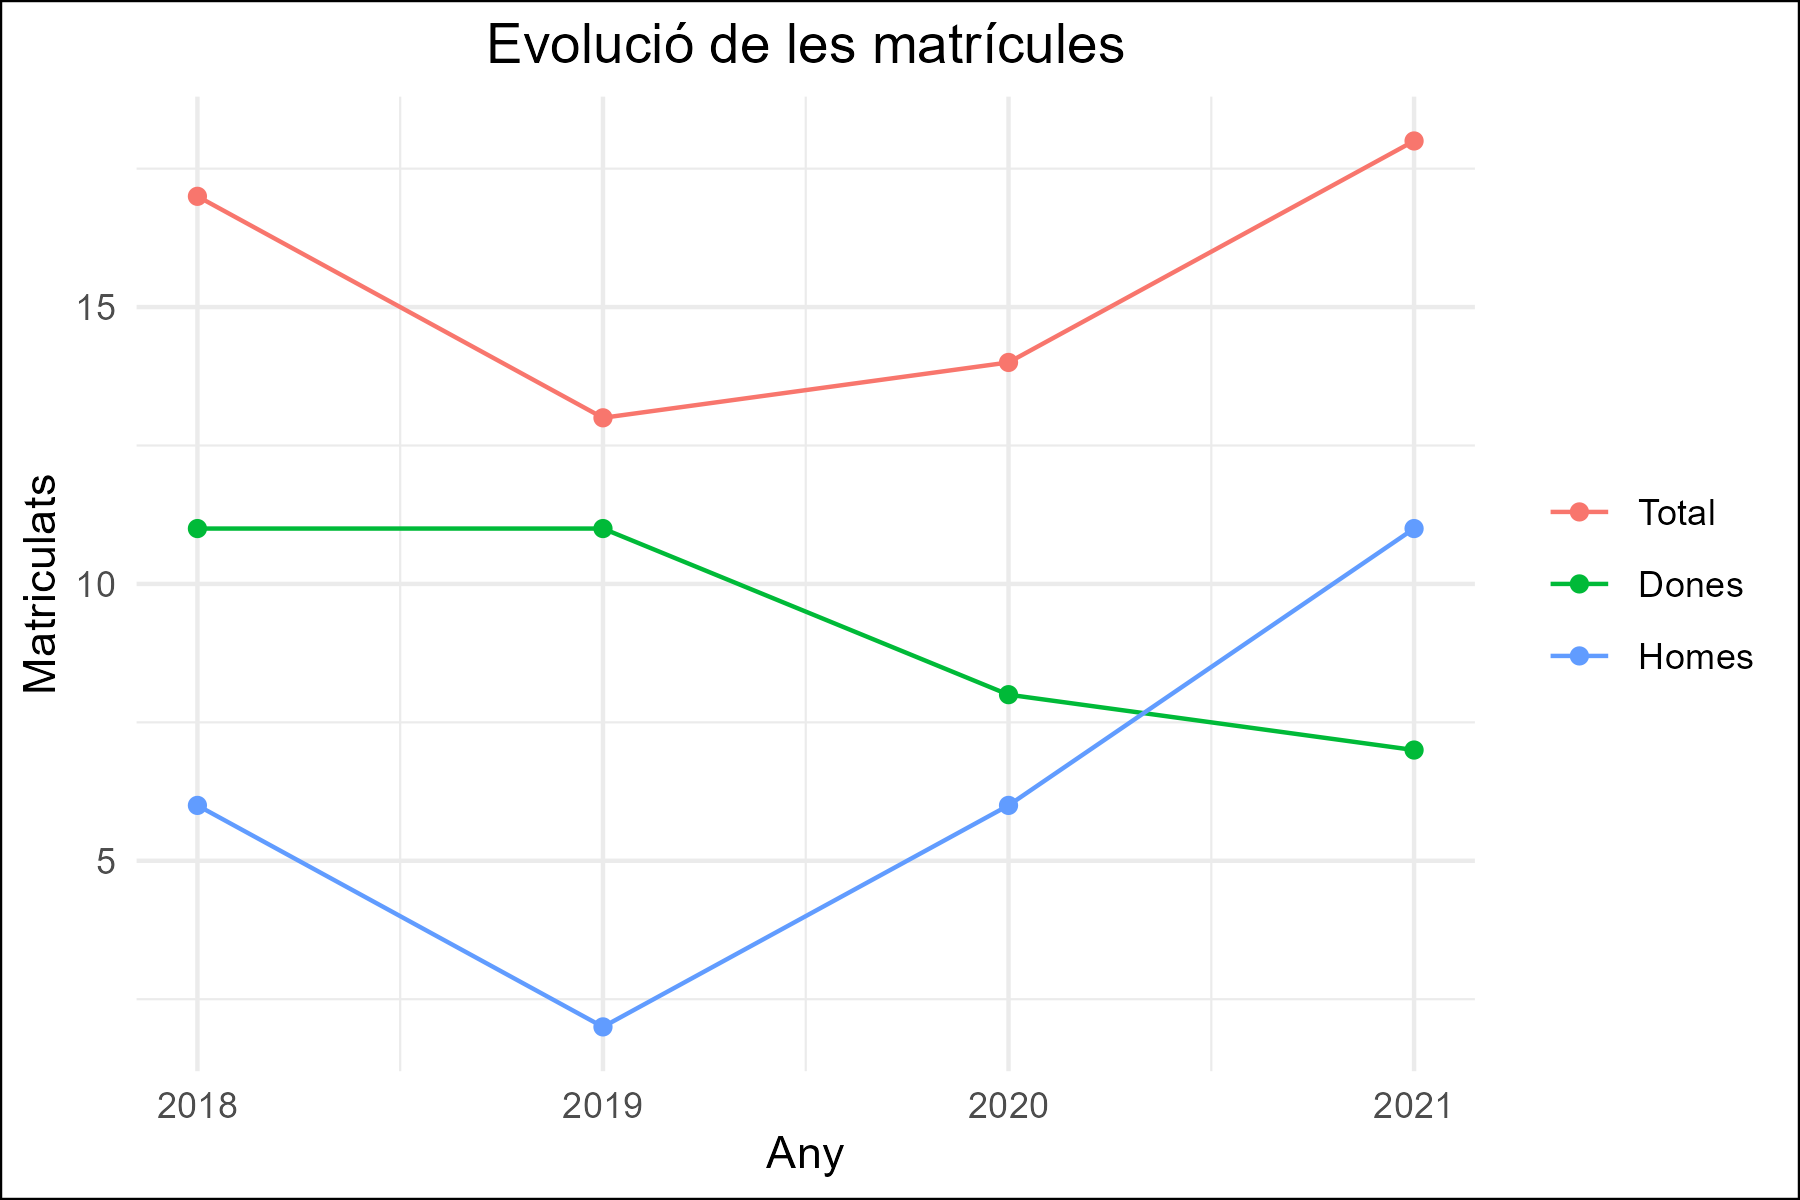 Evolució de les matrícules
Matriculats
15
10
5
2018 2019 2020 2021
Any
Total
Dones
Homes